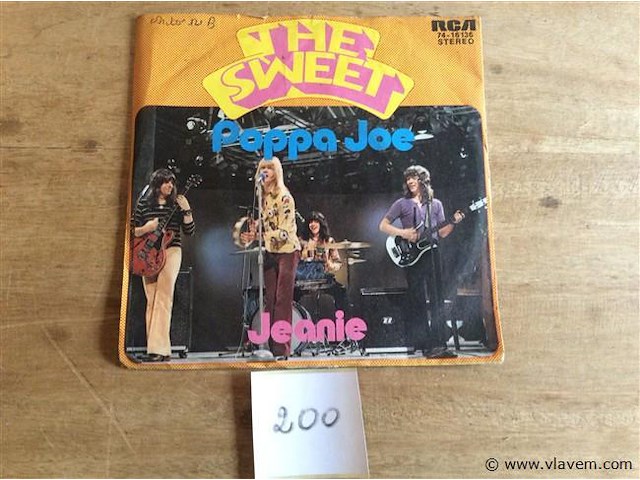 THE
SWEET
RCA
74-16136
STEREO
Poppa Joe
Jeanie
200
© www.vlavem.com